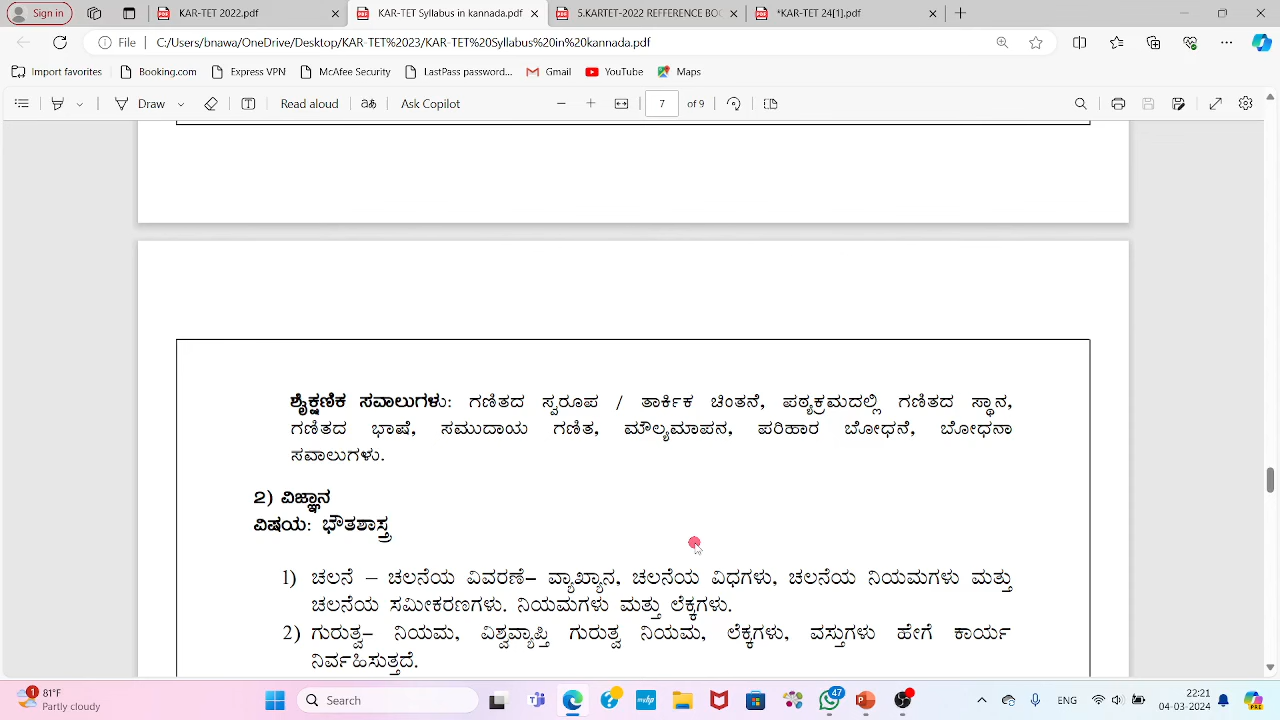 Sign in
KAR-TET 2022.pdf
KAR-TET Syllabus in kannada.pdf
5.KARTET-2022 REFFERENCE BO
*KAR-TET 24[1].pdf
File
C:/Users/bnawa/OneDrive/Desktop/KAR-TET%2023/KAR-TET%20Syllabus%20in%20kannada.pdf
Import favorites
Booking.com
Express VPN
McAfee Security
LastPass password...
Gmail
YouTube
Maps
Draw
Read aloud
Ask Copilot
7 of 9
ಶೈಕ್ಷಣಿಕ ಸವಾಲುಗಳು: ಗಣಿತದ ಸ್ವರೂಪ / ತಾರ್ಕಿಕ ಚಿಂತನೆ, ಪಠ್ಯಕ್ರಮದಲ್ಲಿ ಗಣಿತದ ಸ್ಥಾನ,
ಗಣಿತದ ಭಾಷೆ, ಸಮುದಾಯ ಗಣಿತ, ಮೌಲ್ಯಮಾಪನ, ಪರಿಹಾರ ಬೋಧನೆ, ಬೋಧನಾ
ಸವಾಲುಗಳು.
2) ವಿಜ್ಞಾನ
ವಿಷಯ: ಭೌತಶಾಸ್ತ್ರ
1) ಚಲನೆ – ಚಲನೆಯ ವಿವರಣೆ– ವ್ಯಾಖ್ಯಾನ, ಚಲನೆಯ ವಿಧಗಳು, ಚಲನೆಯ ನಿಯಮಗಳು ಮತ್ತು
ಚಲನೆಯ ಸಮೀಕರಣಗಳು. ನಿಯಮಗಳು ಮತ್ತು ಲೆಕ್ಕಗಳು.
2) ಗುರುತ್ವ– ನಿಯಮ, ವಿಶ್ವವ್ಯಾಪ್ತಿ ಗುರುತ್ವ ನಿಯಮ, ಲೆಕ್ಕಗಳು, ವಸ್ತುಗಳು ಹೇಗೆ ಕಾರ್ಯ
ನಿರ್ವಹಿಸುತ್ತದೆ.
1
81°F
Partly cloudy
Search
47
ENG
21:21
04-03-2024